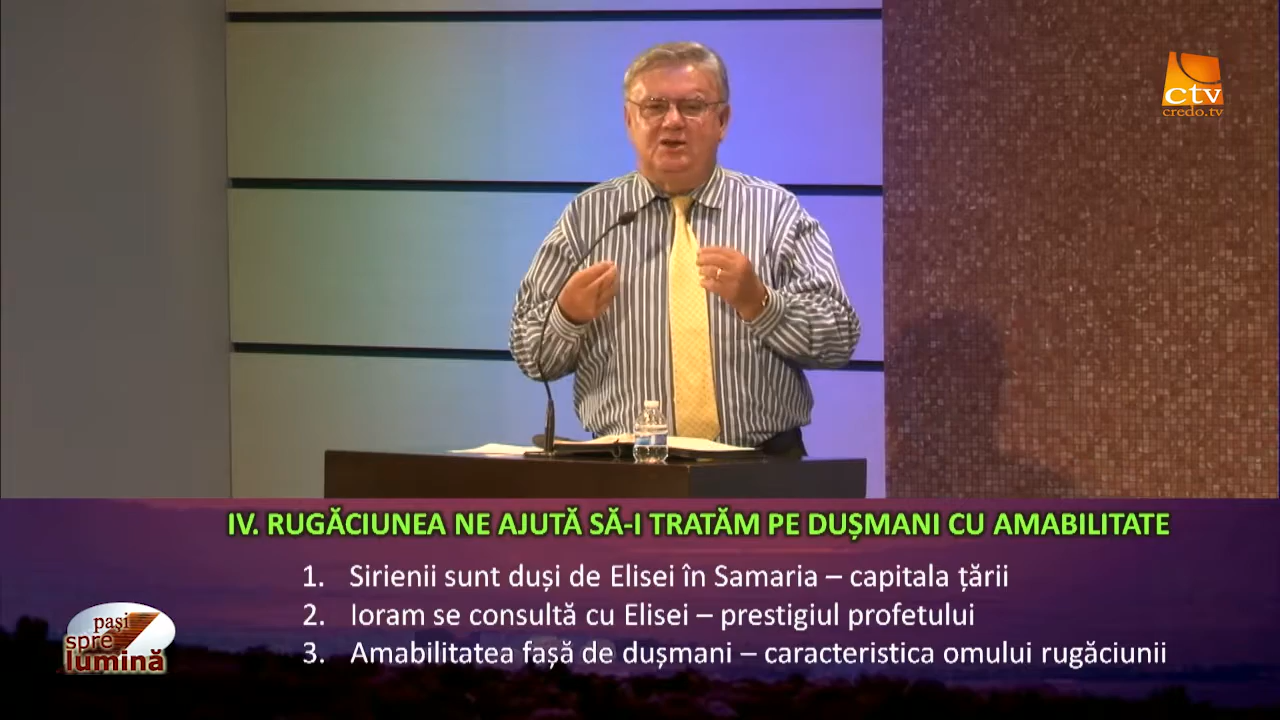 ctv
credo.tv
IV. RUGĂCIUNEA NE AJUTĂ SĂ-I TRATĂM PE DUȘMANI CU AMABILITATE
1. Sirienii sunt duși de Elisei în Samaria – capitala țării
2. Ioram se consultă cu Elisei – prestigiul profetului
3. Amabilitatea fașă de dușmani – caracteristica omului rugăciunii
pași
spre
lumină